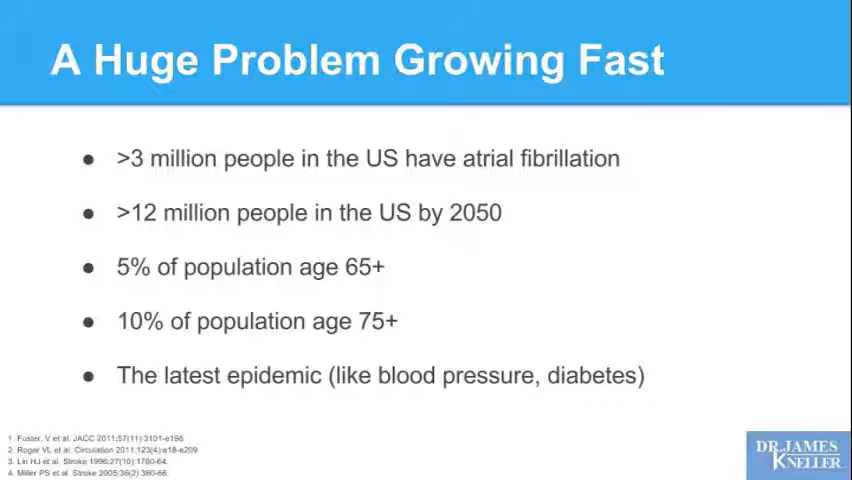 A Huge Problem Growing Fast
● >3 million people in the US have atrial fibrillation
● >12 million people in the US by 2050
● 5% of population age 65+
● 10% of population age 75+
● The latest epidemic (like blood pressure, diabetes)
1. Fuster, V et al. JACC 2011;57(11):3101-e198
2. Roger VL et al. Circulation 2011;123(4):e18-e209
3. Lin HJ et al. Stroke 1996;27(10):1760-64.
4. Miller PS et al. Stroke 2005;36(2):360-66.
DR.JAMES
KNELLER